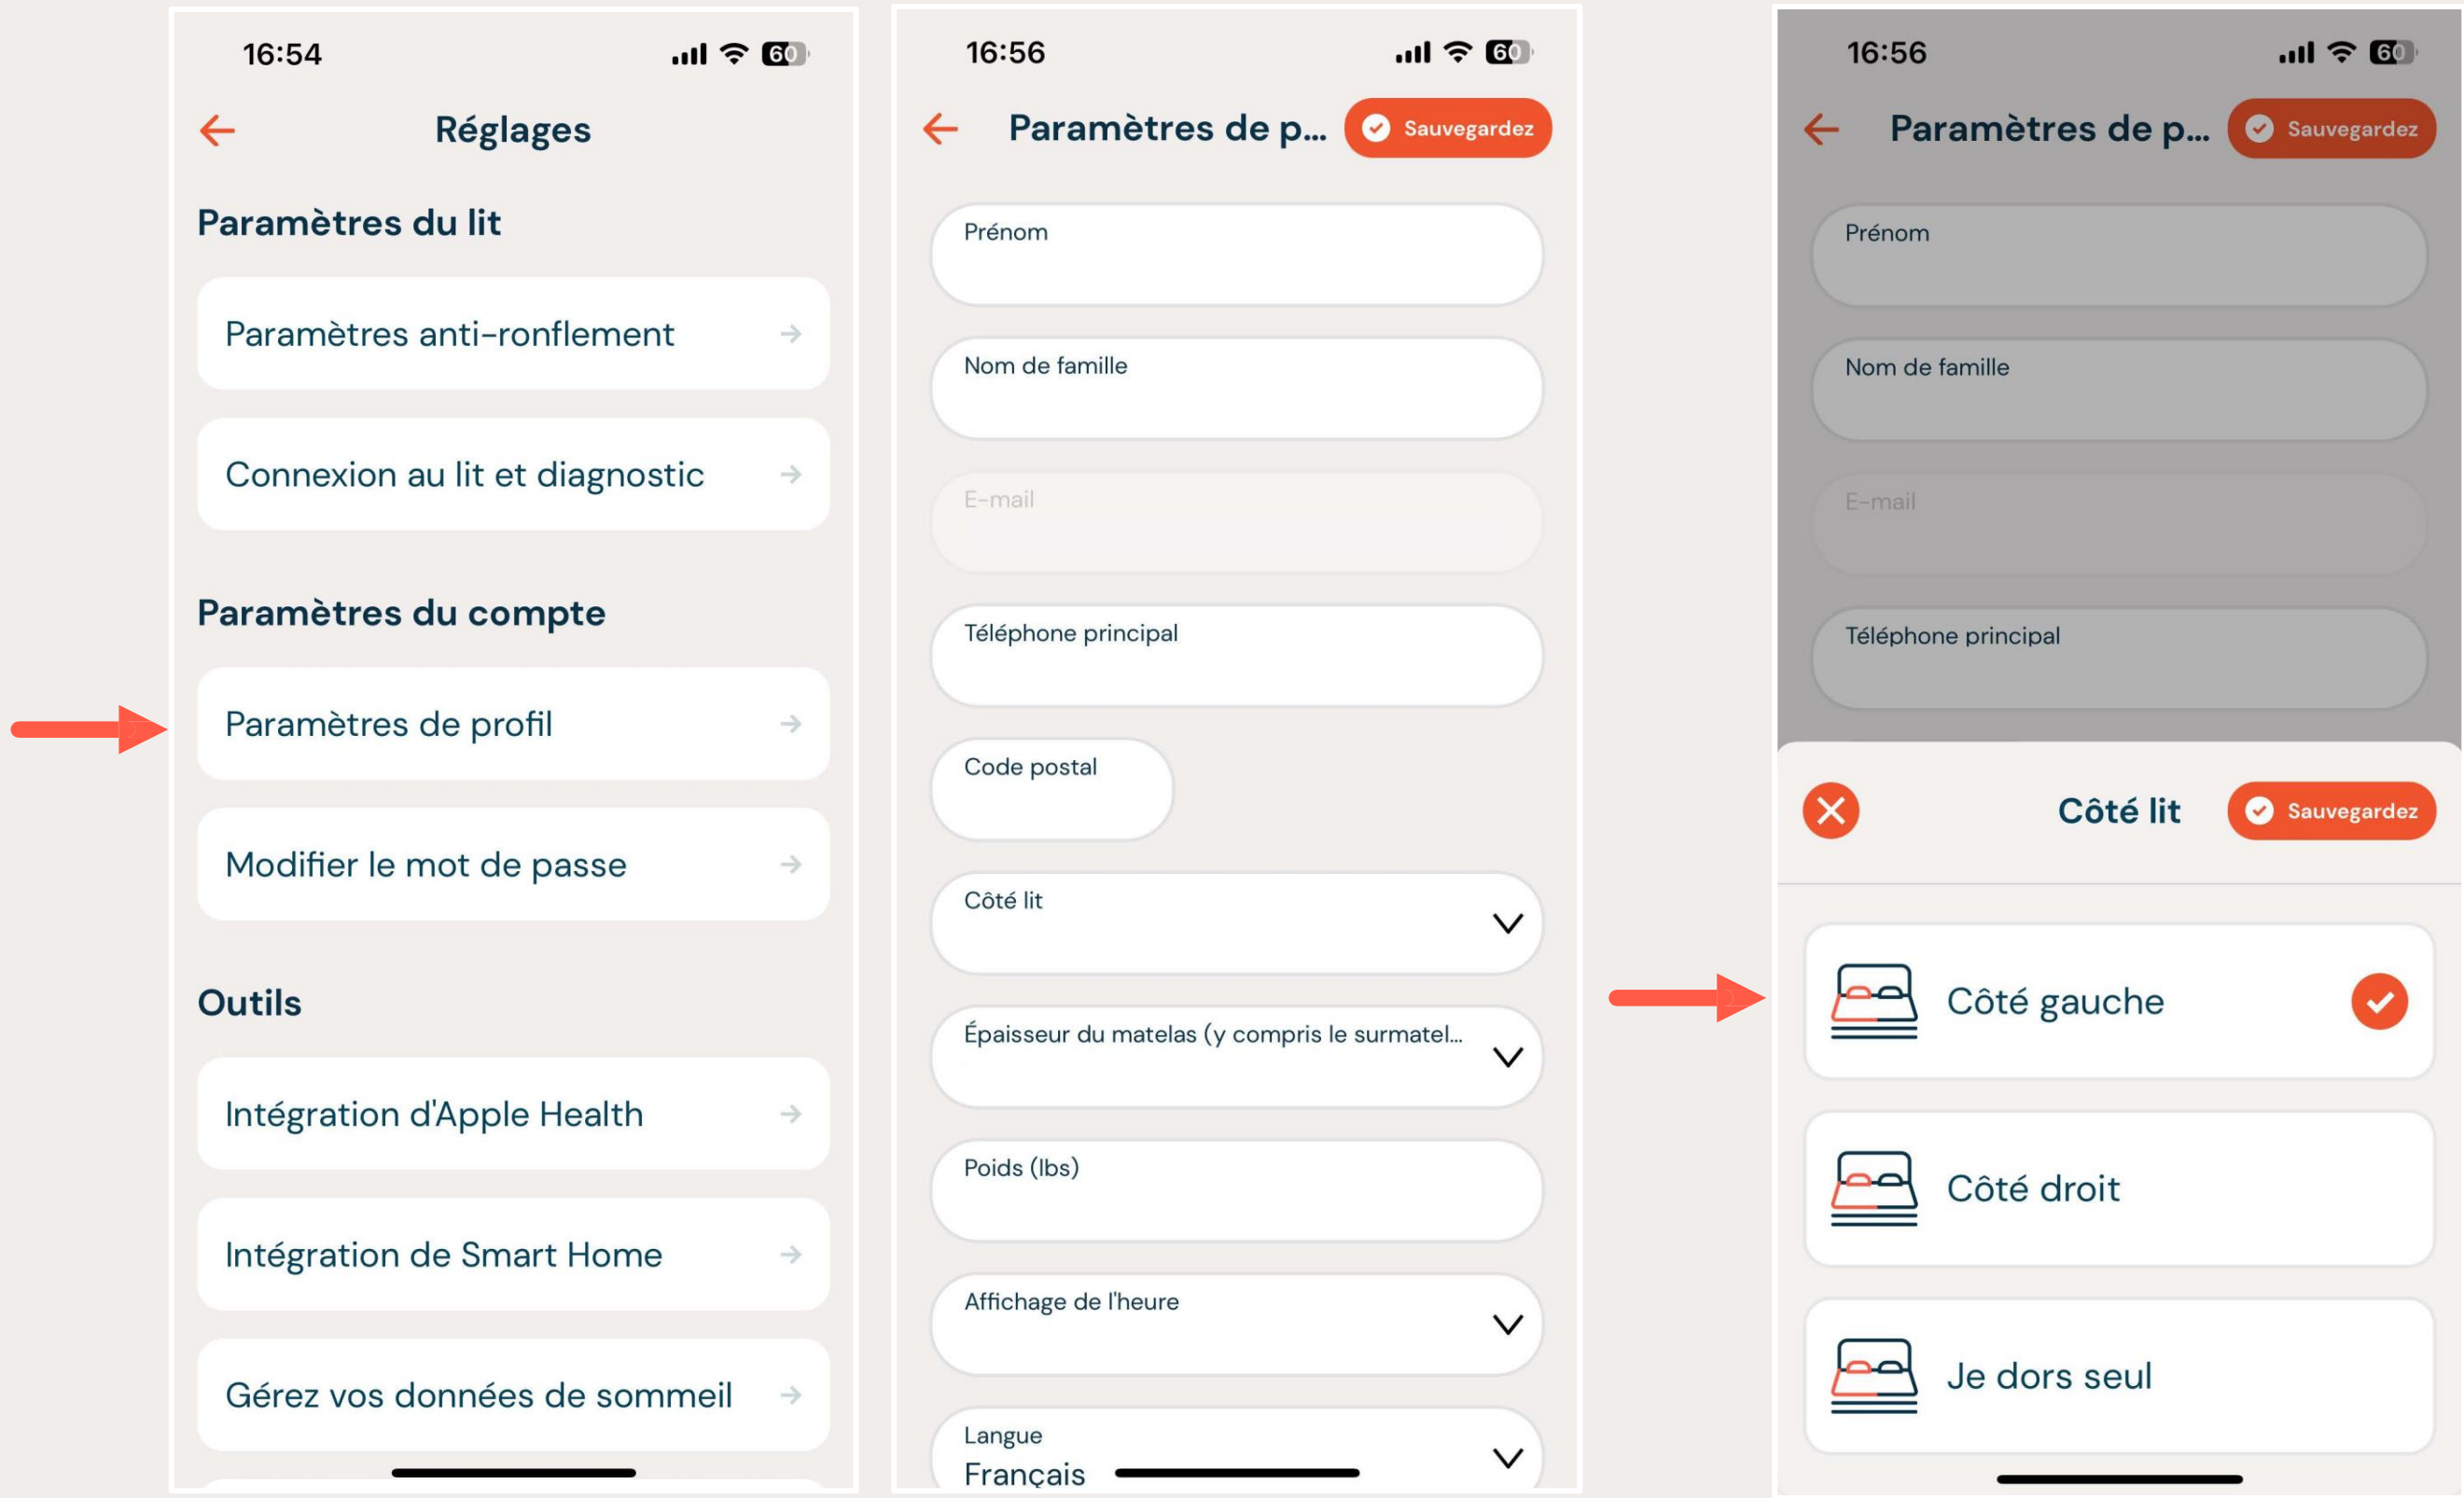 16:54
60
Réglages
Paramètres du lit
Paramètres anti-ronflement
Connexion au lit et diagnostic
Paramètres du compte
Paramètres de profil
Modifier le mot de passe
Outils
Intégration d'Apple Health
Intégration de Smart Home
Gérez vos données de sommeil
16:56
60
Paramètres de p...
Sauvegardez
Prénom
Nom de famille
E-mail
Téléphone principal
Code postal
Côté lit
Épaisseur du matelas (y compris le surmatel...
Poids (lbs)
Affichage de l'heure
Langue
Français
16:56
60
Paramètres de p...
Sauvegardez
Prénom
Nom de famille
E-mail
Téléphone principal
Côté lit
Sauvegardez
Côté gauche
Côté droit
Je dors seul